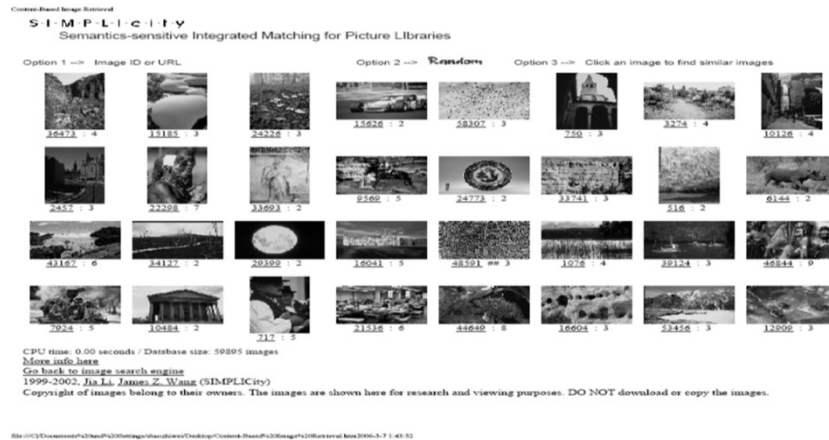 Content-Based Image Retrieval
S·I·M·P·L·I·c·i·t·y
Semantics-sensitive Integrated Matching for Picture LIbraries
Option 1 --> Image ID or URL Option 2 --> Random Option 3 --> Click an image to find similar images
36473 : 4 15185 : 3 24226 : 3 15626 : 2 58307 : 3 750 : 3 3274 : 4 10126 : 4
2457 : 3 22298 : 7 33693 : 2 9569 : 5 24773 : 2 33741 : 3 516 : 2 6144 : 2
43167 : 6 34127 : 2 29399 : 2 16041 : 5 48591 ## 3 1076 : 4 39124 : 3 46844 : 9
7924 : 5 10484 : 2 717 : 5 21536 : 6 44649 : 8 16604 : 3 53456 : 3 12909 : 3
CPU time: 0.00 seconds / Database size: 59895 images
More info here
Go back to image search engine
1999-2002, Jia Li, James Z. Wang (SIMPLICity)
Copyright of images belong to their owners. The images are shown here for research and viewing purposes. DO NOT download or copy the images.